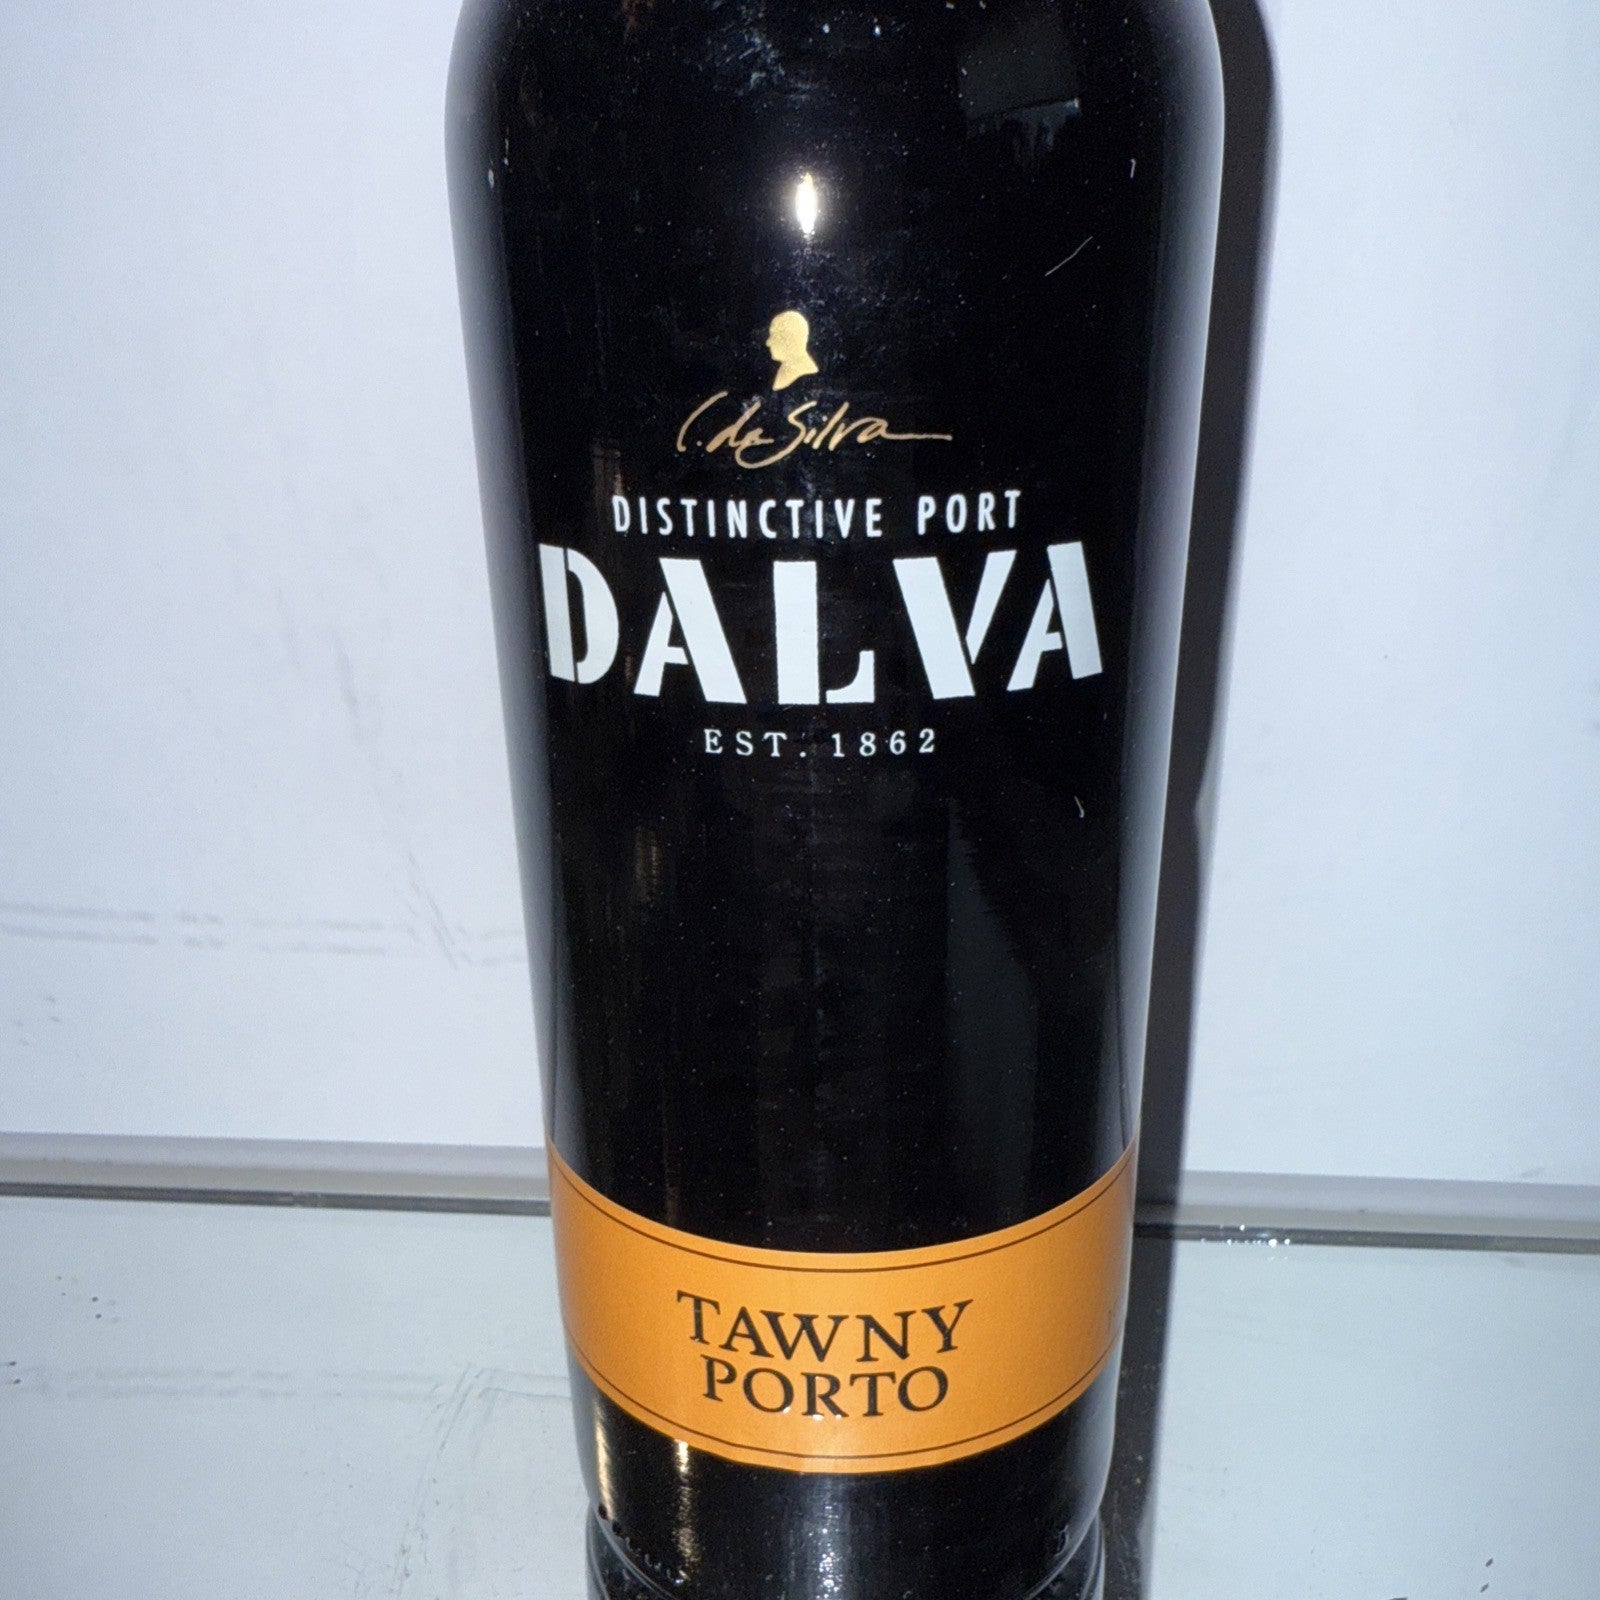 C. da Silva
DISTINCTIVE PORT
DALVA
EST. 1862
TAWNY
PORTO